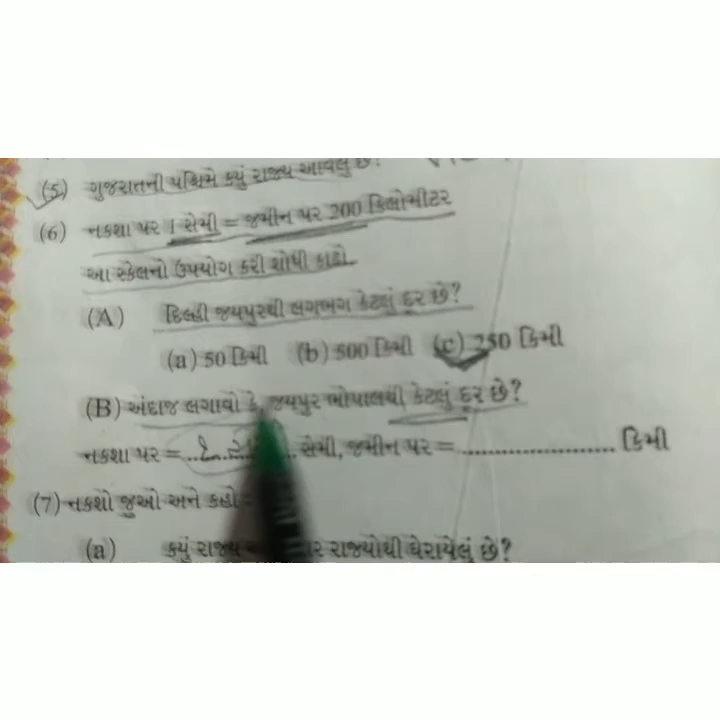 (5) ગુજરાતની પશ્ચિમે કયું રાજ્ય આવેલું છે?
(6) નકશા પર 1 સેમી = જમીન પર 200 કિલોમીટર
આ સ્કેલનો ઉપયોગ કરી શોધી કાઢો.
(A) દિલ્હી જયપુરથી લગભગ કેટલું દૂર છે?
(a) 50 કિમી (b) 500 કિમી (c) 250 કિમી
(B) અંદાજ લગાવો કે જયપુર ભોપાલથી કેટલું દૂર છે?
નકશા પર = ............ સેમી, જમીન પર = ...................... કિમી
(7) નકશો જુઓ અને કહો
(a) કયું રાજ્ય રાજ્યોથી ઘેરાયેલું છે?